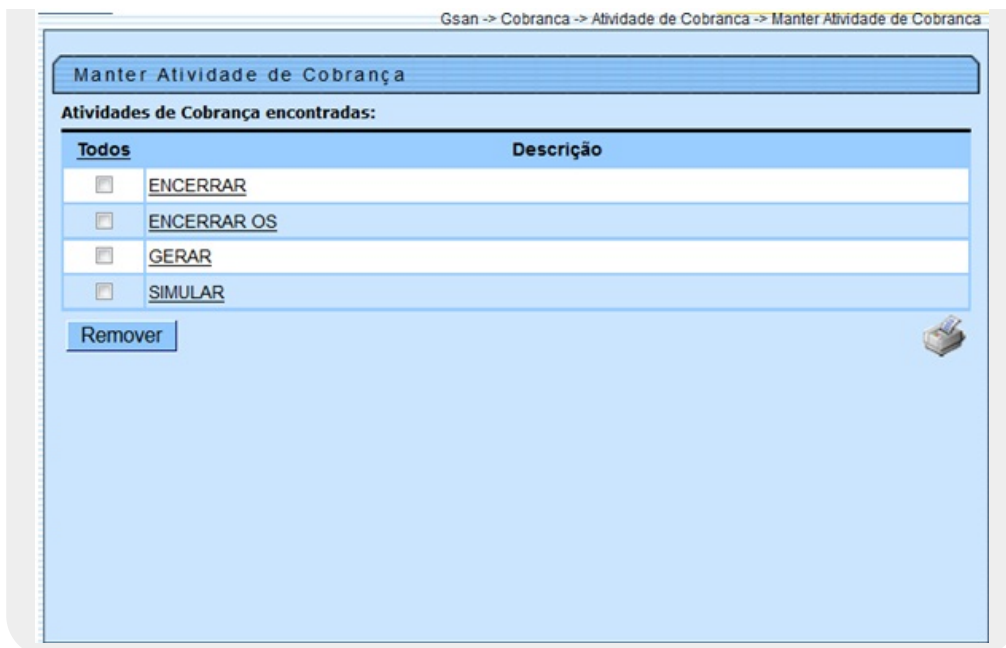 Gsan -> Cobranca -> Atividade de Cobranca -> Manter Atividade de Cobranca
Manter Atividade de Cobrança
Atividades de Cobrança encontradas:
Todos Descrição
ENCERRAR
ENCERRAR OS
GERAR
SIMULAR
Remover